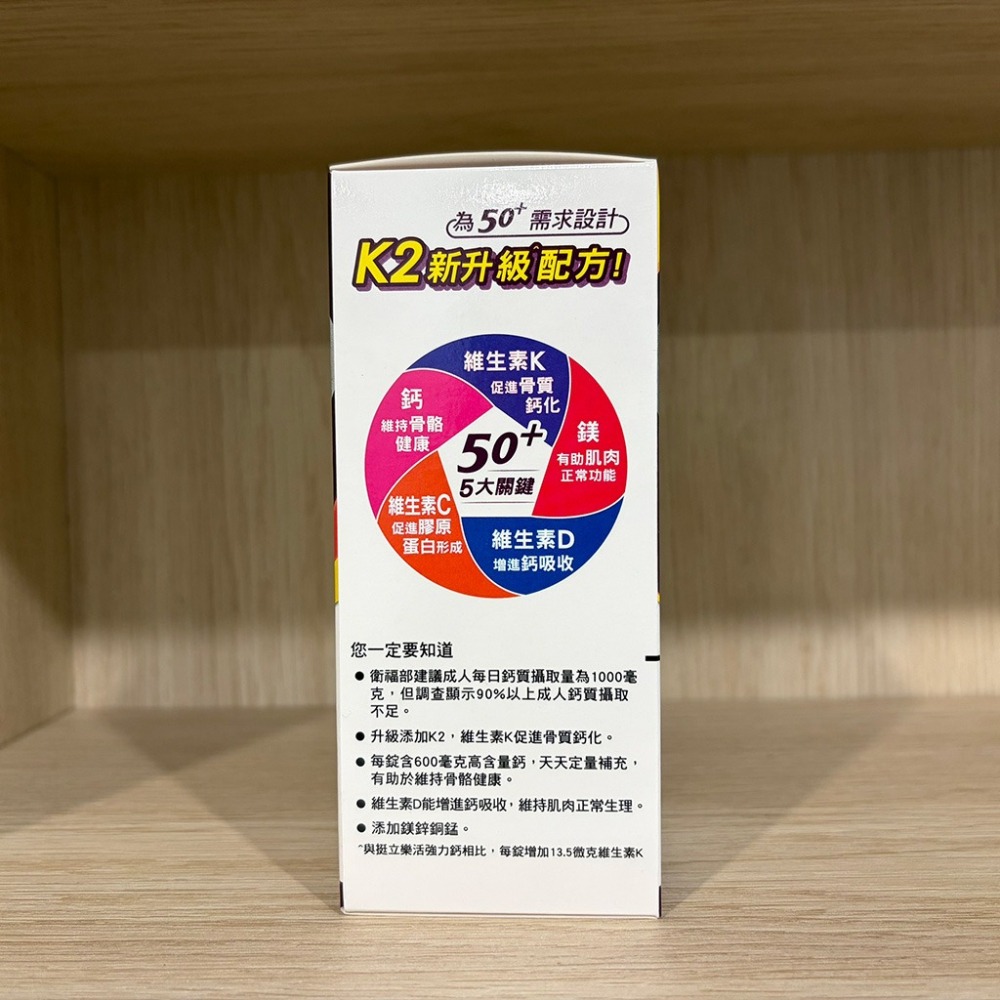 為50⁺需求設計
K2新升級^配方!
維生素K
促進骨質
鈣化
鈣
維持骨骼
健康
鎂
有助肌肉
正常功能
50⁺
5大關鍵
維生素C
促進膠原
蛋白形成
維生素D
增進鈣吸收
您一定要知道
● 衛福部建議成人每日鈣質攝取量為1000毫
克,但調查顯示90%以上成人鈣質攝取
不足。
● 升級添加K2,維生素K促進骨質鈣化。
● 每錠含600毫克高含量鈣,天天定量補充,
有助於維持骨骼健康。
● 維生素D能增進鈣吸收,維持肌肉正常生理。
● 添加鎂鋅銅錳。
^與挺立樂活強力鈣相比,每錠增加13.5微克維生素K